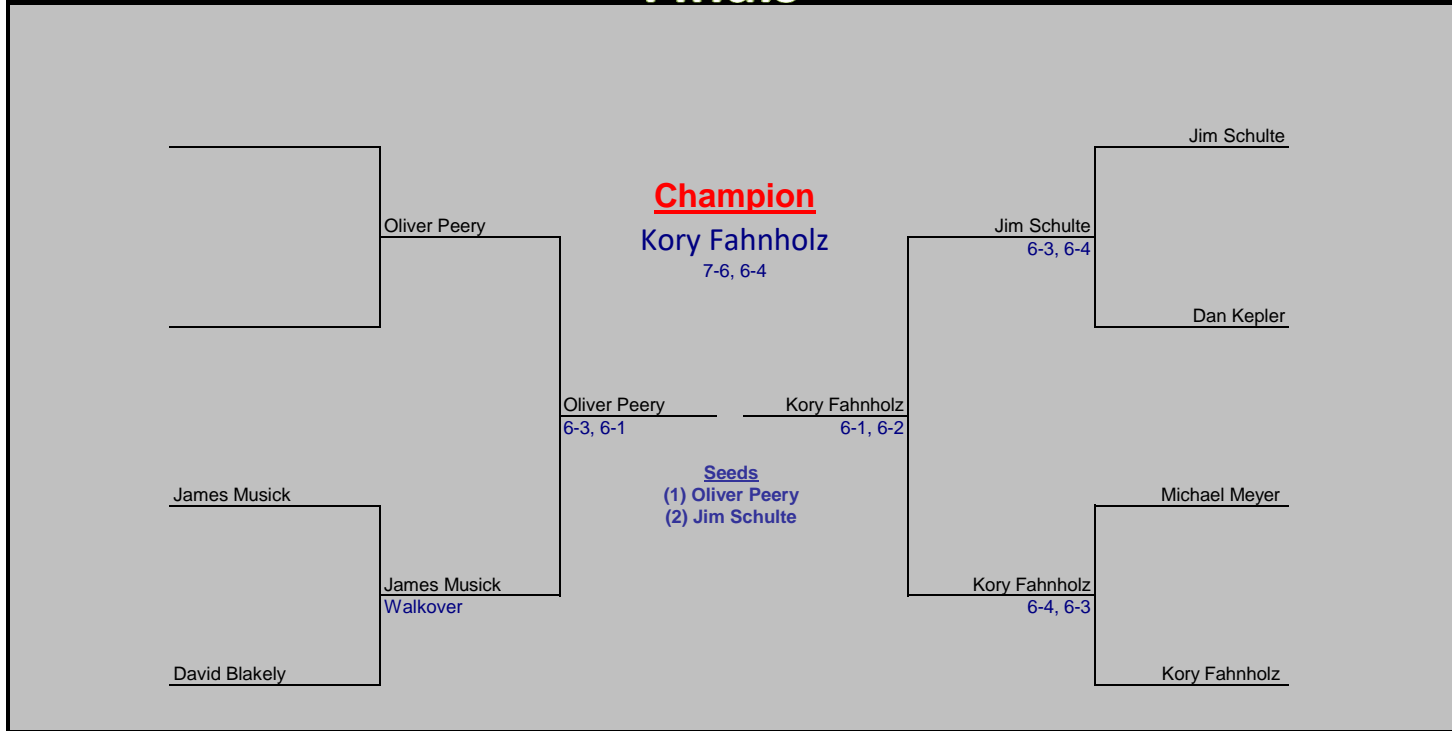 Jim Schulte
Champion
Oliver Peery
Kory Fahnholz
Jim Schulte
6-3, 6-4
7-6, 6-4
Dan Kepler
Oliver Peery
Kory Fahnholz
6-3, 6-1
6-1, 6-2
Seeds
(1) Oliver Peery
(2) Jim Schulte
James Musick
Michael Meyer
James Musick
Walkover
Kory Fahnholz
6-4, 6-3
David Blakely
Kory Fahnholz